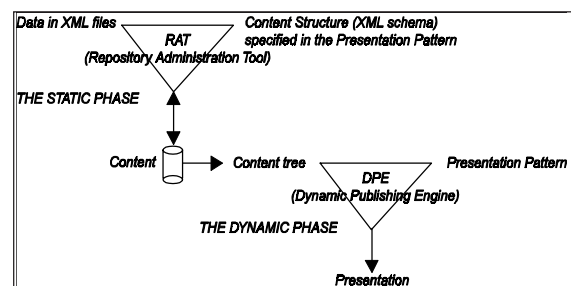 Data in XML files
RAT
(Repository Administration Tool)
Content Structure (XML schema)
specified in the Presentation Pattern
THE STATIC PHASE
Content
Content tree
DPE
(Dynamic Publishing Engine)
Presentation Pattern
THE DYNAMIC PHASE
Presentation